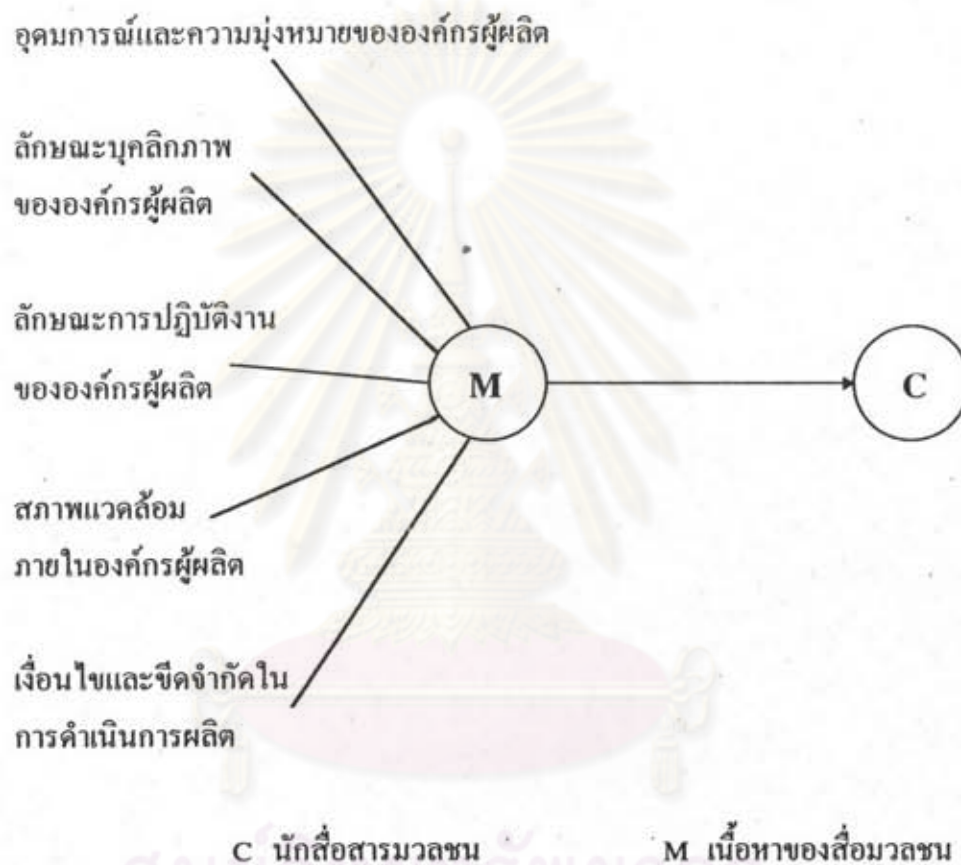 อุดมการณ์และความมุ่งหมายขององค์กรผู้ผลิต
ลักษณะบุคลิกภาพ
ขององค์กรผู้ผลิต
ลักษณะการปฏิบัติงาน
ขององค์กรผู้ผลิต
M
C
สภาพแวดล้อม
ภายในองค์กรผู้ผลิต
เงื่อนไขและขีดจำกัดใน
การดำเนินการผลิต
C นักสื่อสารมวลชน
M เนื้อหาของสื่อมวลชน